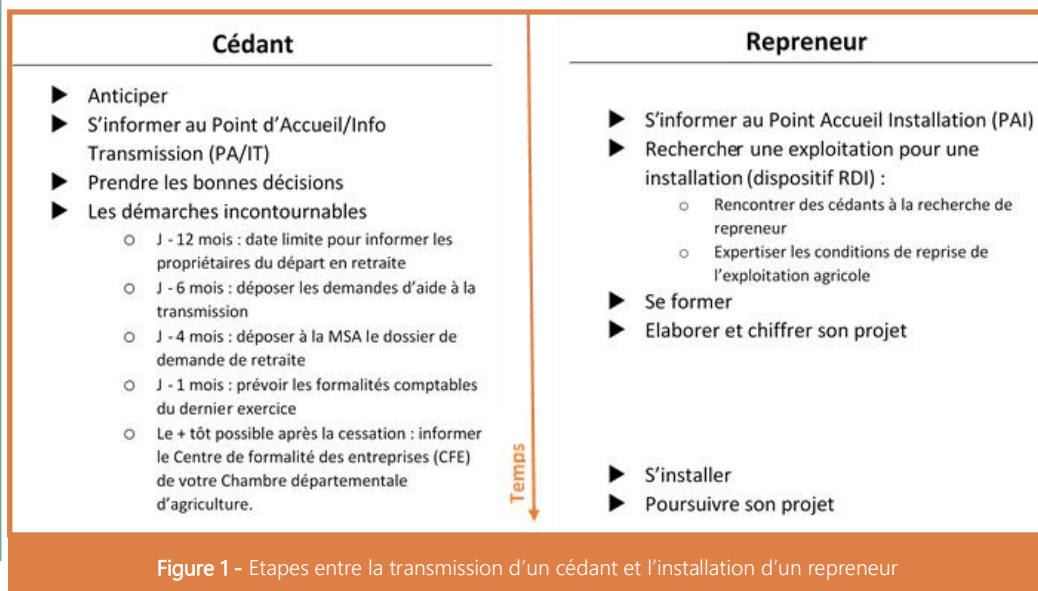 Cédant
▶ Anticiper
▶ S’informer au Point d’Accueil/Info
Transmission (PA/IT)
▶ Prendre les bonnes décisions
▶ Les démarches incontournables
o J - 12 mois : date limite pour informer les
propriétaires du départ en retraite
o J - 6 mois : déposer les demandes d’aide à la
transmission
o J - 4 mois : déposer à la MSA le dossier de
demande de retraite
o J - 1 mois : prévoir les formalités comptables
du dernier exercice
o Le + tôt possible après la cessation : informer
le Centre de formalité des entreprises (CFE)
de votre Chambre départementale
d’agriculture.
Temps
Repreneur
▶ S’informer au Point Accueil Installation (PAI)
▶ Rechercher une exploitation pour une
installation (dispositif RDI) :
o Rencontrer des cédants à la recherche de
repreneur
o Expertiser les conditions de reprise de
l’exploitation agricole
▶ Se former
▶ Elaborer et chiffrer son projet
▶ S’installer
▶ Poursuivre son projet
Figure 1 - Etapes entre la transmission d’un cédant et l’installation d’un repreneur